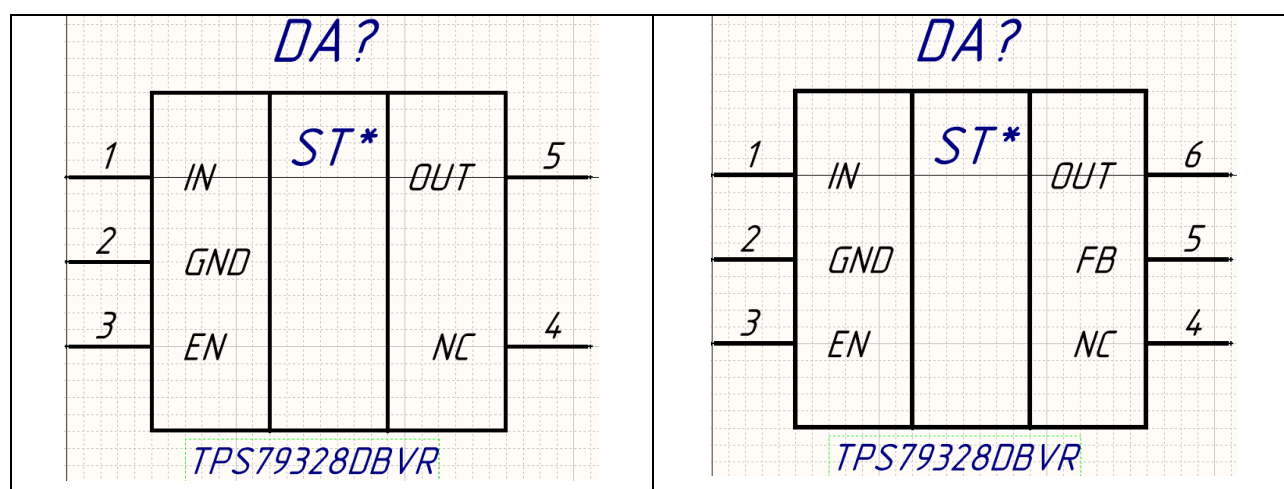 DA?
ST*
1 IN OUT 5
2 GND
3 EN NC 4
TPS79328DBVR
DA?
ST*
1 IN OUT 6
2 GND FB 5
3 EN NC 4
TPS79328DBVR